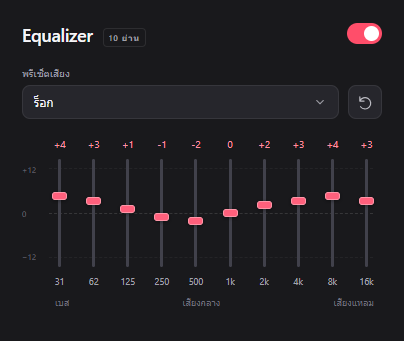 Equalizer 10 ย่าน
พรีเซ็ตเสียง
ร็อก
+4 +3 +1 -1 -2 0 +2 +3 +4 +3
+12
0
−12
31 62 125 250 500 1k 2k 4k 8k 16k
เบส เสียงกลาง เสียงแหลม